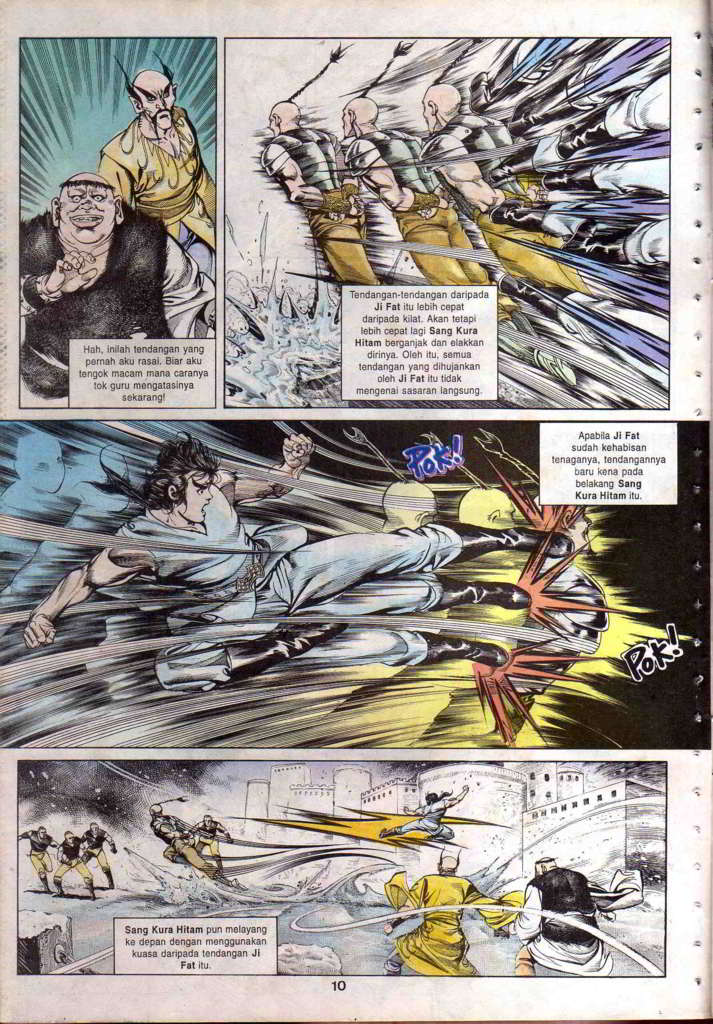 Hah, inilah tendangan yang
pernah aku rasai. Biar aku
tengok macam mana caranya
tok guru mengatasinya
sekarang!
Tendangan-tendangan daripada
Ji Fat itu lebih cepat
daripada kilat. Akan tetapi
lebih cepat lagi Sang Kura
Hitam berganjak dan elakkan
dirinya. Oleh itu, semua
tendangan yang dihujankan
oleh Ji Fat itu tidak
mengenai sasaran langsung.
POK!
Apabila Ji Fat
sudah kehabisan
tenaganya, tendangannya
baru kena pada
belakang Sang
Kura Hitam itu.
POK!
Sang Kura Hitam pun melayang
ke depan dengan menggunakan
kuasa daripada tendangan Ji
Fat itu.
10